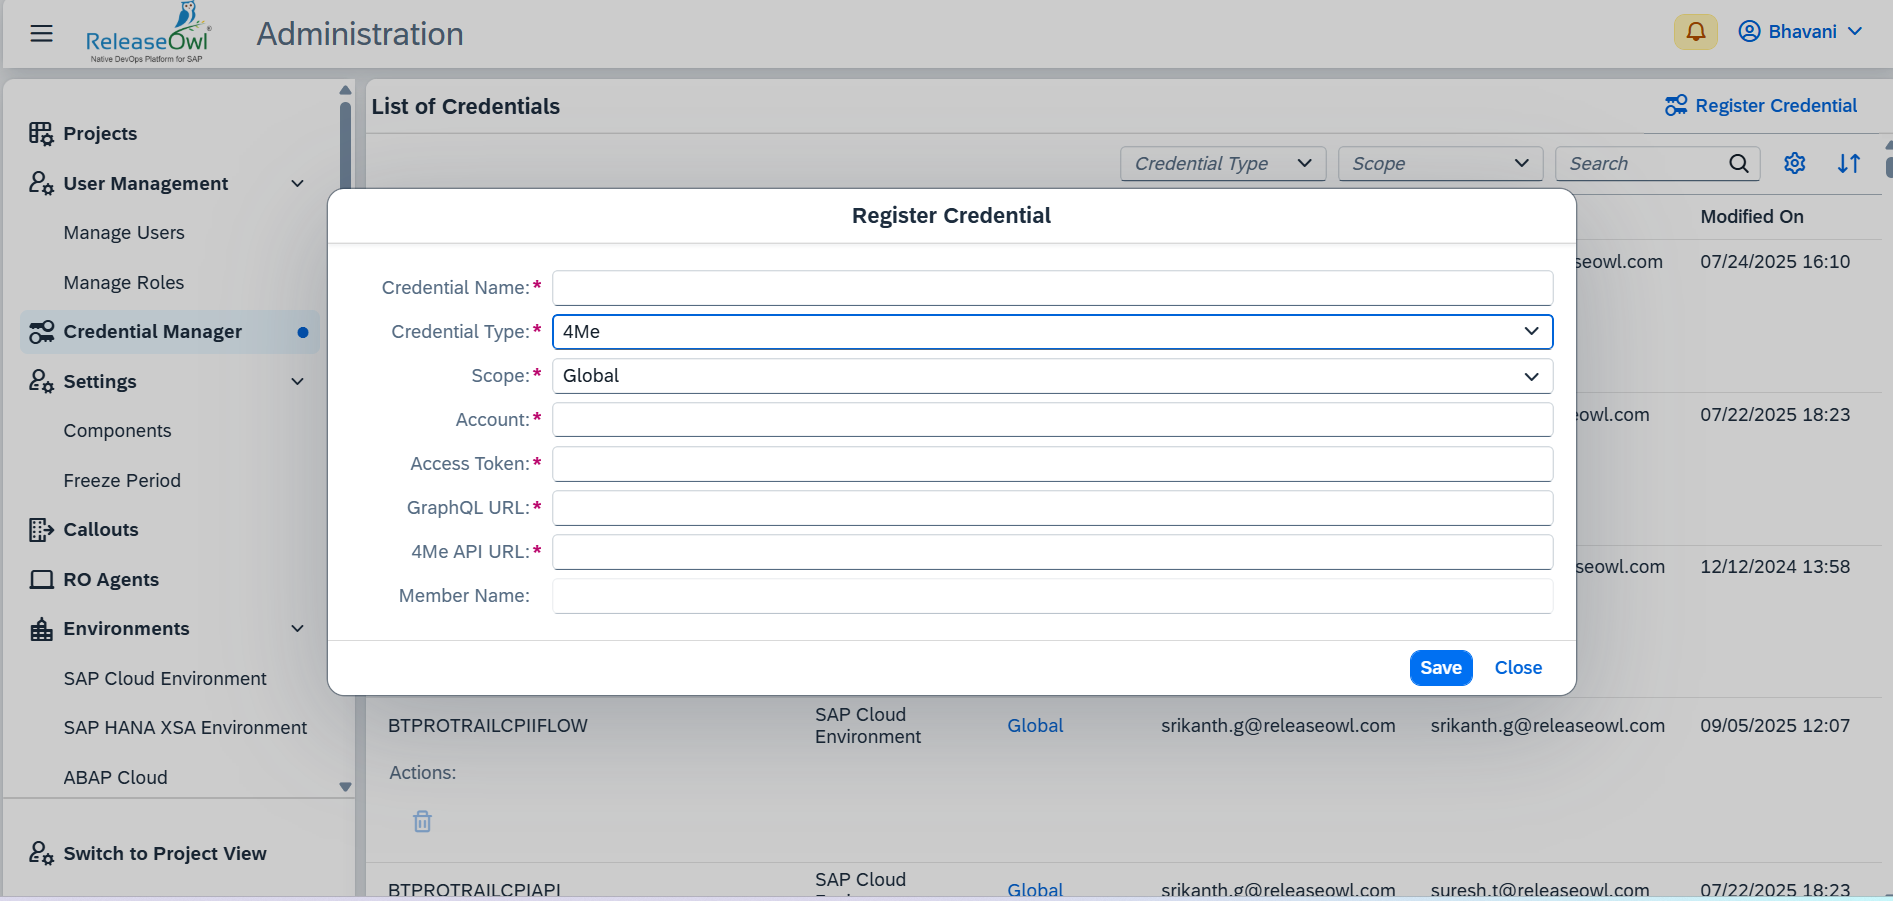 ReleaseOwl
Native DevOps Platform for SAP
Administration
Bhavani
Projects
User Management
Manage Users
Manage Roles
Credential Manager
Settings
Components
Freeze Period
Callouts
RO Agents
Environments
SAP Cloud Environment
SAP HANA XSA Environment
ABAP Cloud
Switch to Project View
List of Credentials
Register Credential
Credential Type
Scope
Search
Modified On
seowl.com 07/24/2025 16:10
eowl.com 07/22/2025 18:23
seowl.com 12/12/2024 13:58
Register Credential
Credential Name:*
Credential Type:* 4Me
Scope:* Global
Account:*
Access Token:*
GraphQL URL:*
4Me API URL:*
Member Name:
Save Close
BTPROTRAILCPIIFLOW SAP Cloud Environment Global srikanth.g@releaseowl.com srikanth.g@releaseowl.com 09/05/2025 12:07
Actions:
BTPROTRAILCPIAPI SAP Cloud Global srikanth.g@releaseowl.com suresh.t@releaseowl.com 07/22/2025 18:23